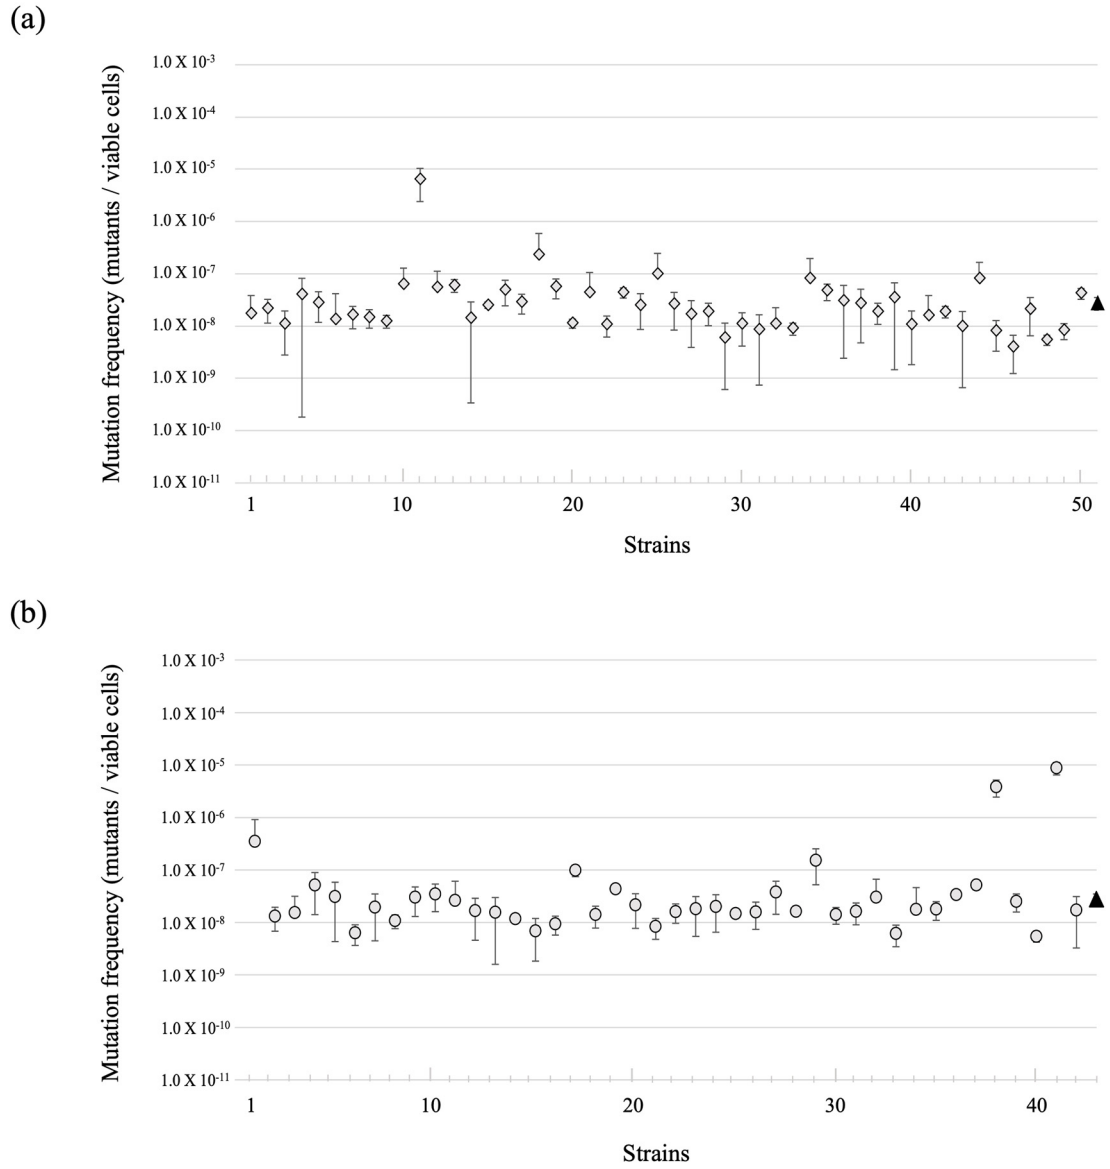 (a)
Mutation frequency (mutants / viable cells)
1.0 X 10⁻³
1.0 X 10⁻⁴
1.0 X 10⁻⁵
1.0 X 10⁻⁶
1.0 X 10⁻⁷
1.0 X 10⁻⁸
1.0 X 10⁻⁹
1.0 X 10⁻¹⁰
1.0 X 10⁻¹¹
1 10 20 30 40 50
Strains
(b)
Mutation frequency (mutants / viable cells)
1.0 X 10⁻³
1.0 X 10⁻⁴
1.0 X 10⁻⁵
1.0 X 10⁻⁶
1.0 X 10⁻⁷
1.0 X 10⁻⁸
1.0 X 10⁻⁹
1.0 X 10⁻¹⁰
1.0 X 10⁻¹¹
1 10 20 30 40
Strains